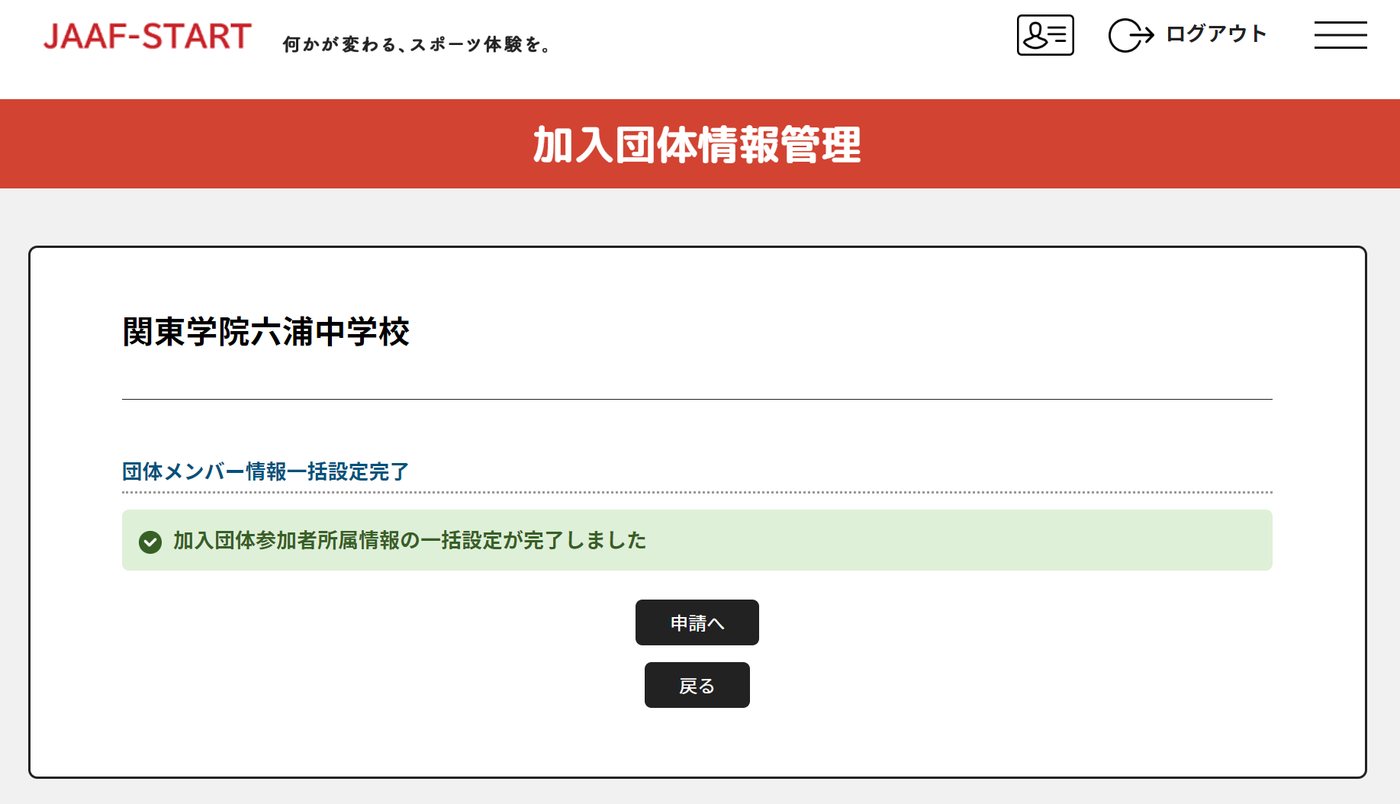 JAAF-START
何かが変わる、スポーツ体験を。
ログアウト
加入団体情報管理
関東学院六浦中学校
団体メンバー情報一括設定完了
加入団体参加者所属情報の一括設定が完了しました
申請へ
戻る